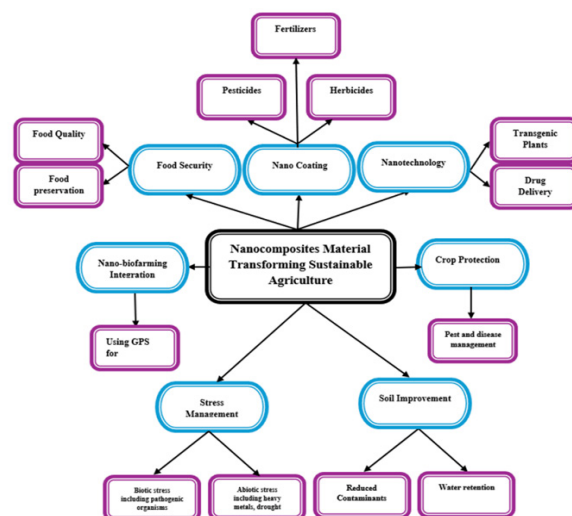 Fertilizers
Pesticides
Herbicides
Food Quality
Food
preservation
Food Security
Nano Coating
Nanotechnology
Transgenic
Plants
Drug
Delivery
Nanocomposites Material
Transforming Sustainable
Agriculture
Nano-biofarming
Integration
Crop Protection
Using GPS
for
Pest and disease
management
Stress
Management
Soil Improvement
Biotic stress
including pathogenic
organisms
Abiotic stress
including heavy
metals, drought
Reduced
Contaminants
Water retention